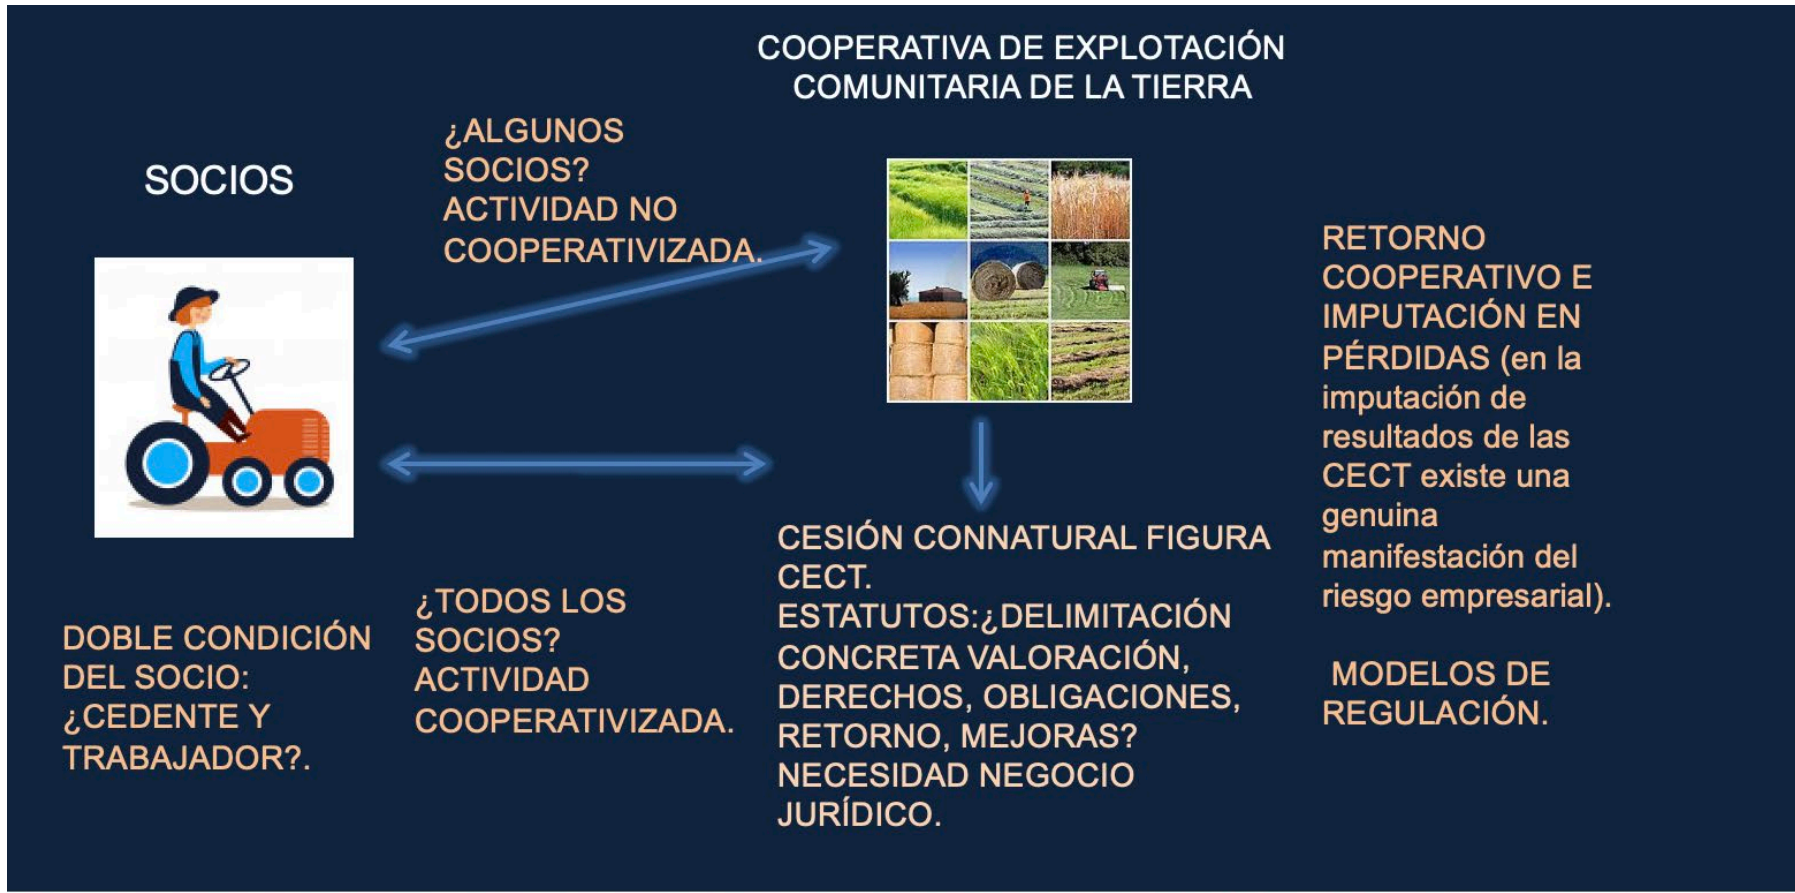 COOPERATIVA DE EXPLOTACIÓN
COMUNITARIA DE LA TIERRA
SOCIOS
¿ALGUNOS
SOCIOS?
ACTIVIDAD NO
COOPERATIVIZADA.
DOBLE CONDICIÓN
DEL SOCIO:
¿CEDENTE Y
TRABAJADOR?.
¿TODOS LOS
SOCIOS?
ACTIVIDAD
COOPERATIVIZADA.
CESIÓN CONNATURAL FIGURA
CECT.
ESTATUTOS:¿DELIMITACIÓN
CONCRETA VALORACIÓN,
DERECHOS, OBLIGACIONES,
RETORNO, MEJORAS?
NECESIDAD NEGOCIO
JURÍDICO.
RETORNO
COOPERATIVO E
IMPUTACIÓN EN
PÉRDIDAS (en la
imputación de
resultados de las
CECT existe una
genuina
manifestación del
riesgo empresarial).
MODELOS DE
REGULACIÓN.